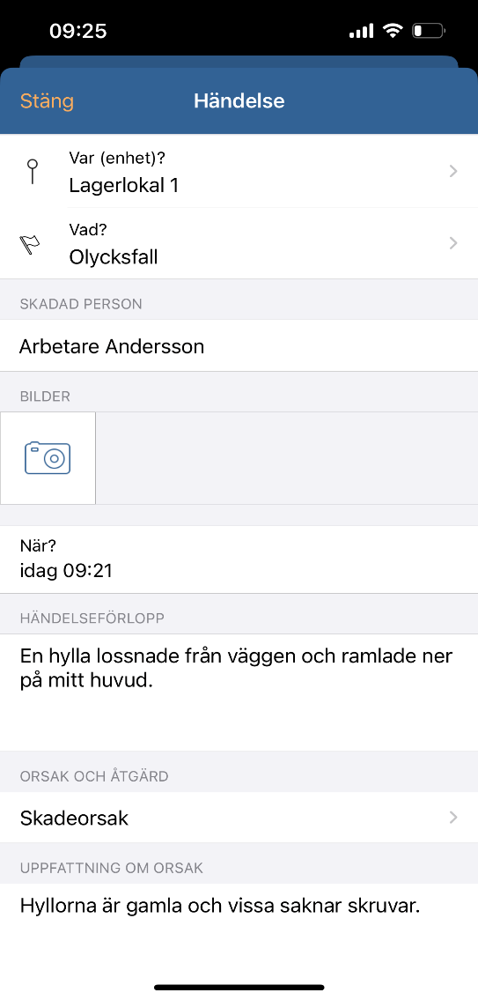 09:25
Stäng
Händelse
Var (enhet)?
Lagerlokal 1
Vad?
Olycksfall
SKADAD PERSON
Arbetare Andersson
BILDER
När?
idag 09:21
HÄNDELSEFÖRLOPP
En hylla lossnade från väggen och ramlade ner
på mitt huvud.
ORSAK OCH ÅTGÄRD
Skadeorsak
UPPFATTNING OM ORSAK
Hyllorna är gamla och vissa saknar skruvar.